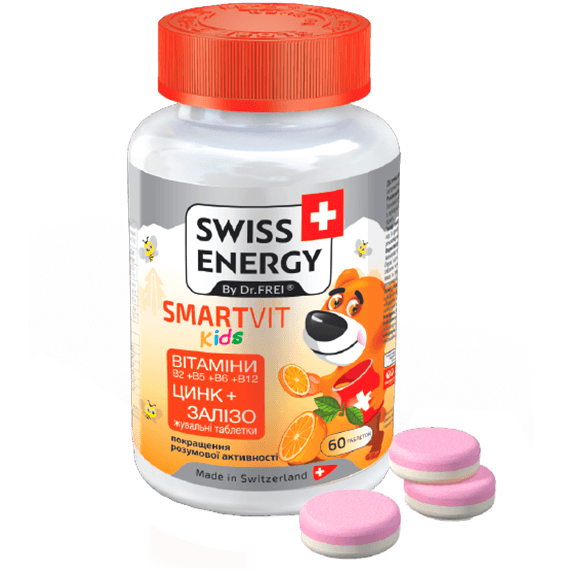 SWISS
ENERGY
By Dr.FREI®
SMARTVIT
Kids
ВІТАМІНИ
B2 +B5 +B6 +B12
ЦИНК +
ЗАЛІЗО
жувальні таблетки
покращення
розумової активності
60 ТАБЛЕТОК
Made in Switzerland